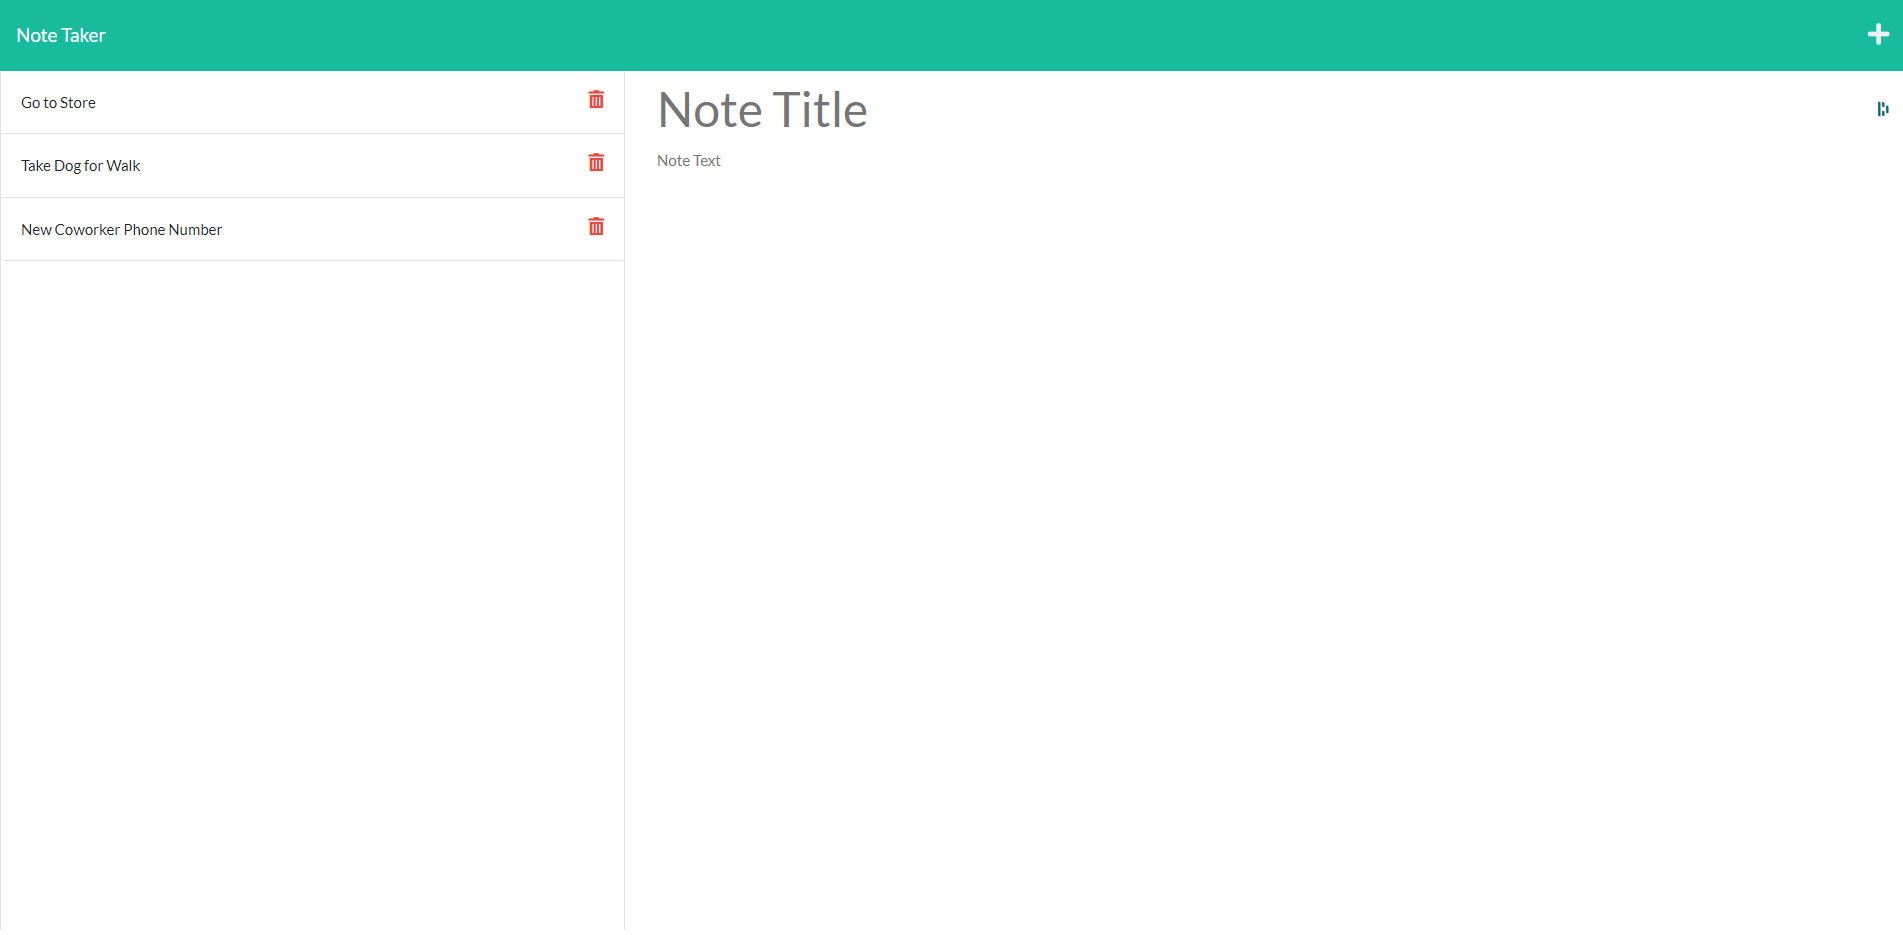 Note Taker
Go to Store
Take Dog for Walk
New Coworker Phone Number
Note Title
Note Text